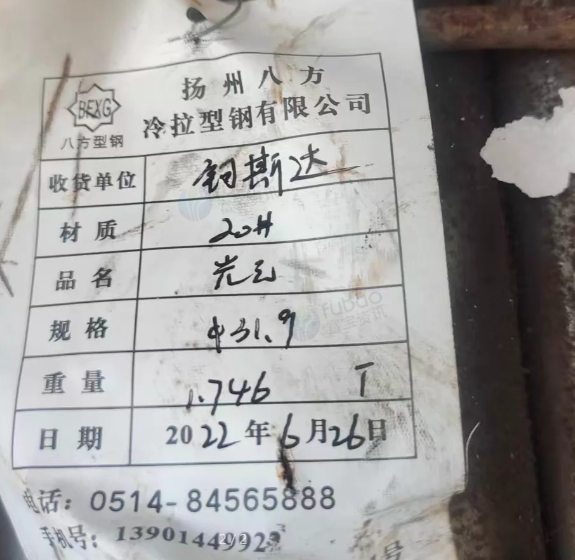 扬州八方
BFXG
冷拉型钢有限公司
八方型钢
收货单位 钢斯达
材质 20#
品名 光元
规格 φ31.9
重量 1.746 T
日期 2022年6月26日
电话：0514-84565888
手机号：13901449923
Fubao